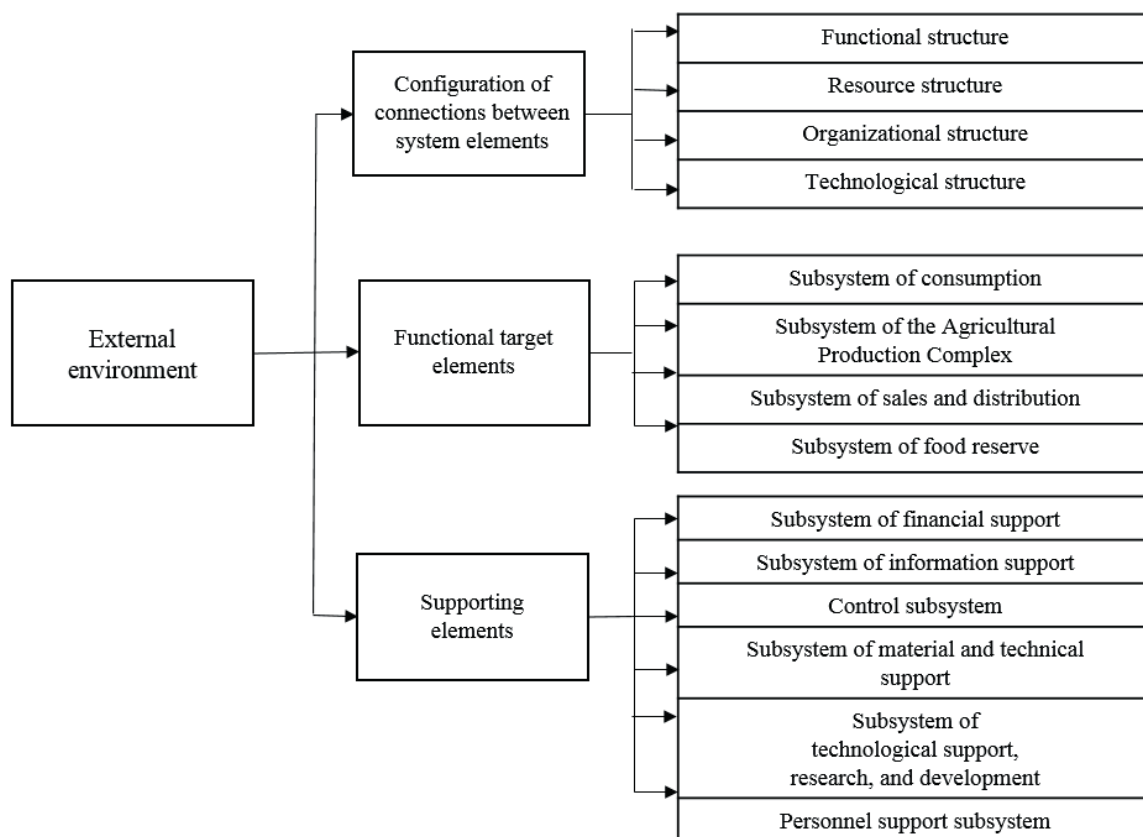 External
environment
Configuration of
connections between
system elements
Functional structure
Resource structure
Organizational structure
Technological structure
Functional target
elements
Subsystem of consumption
Subsystem of the Agricultural
Production Complex
Subsystem of sales and distribution
Subsystem of food reserve
Supporting
elements
Subsystem of financial support
Subsystem of information support
Control subsystem
Subsystem of material and technical
support
Subsystem of
technological support,
research, and development
Personnel support subsystem